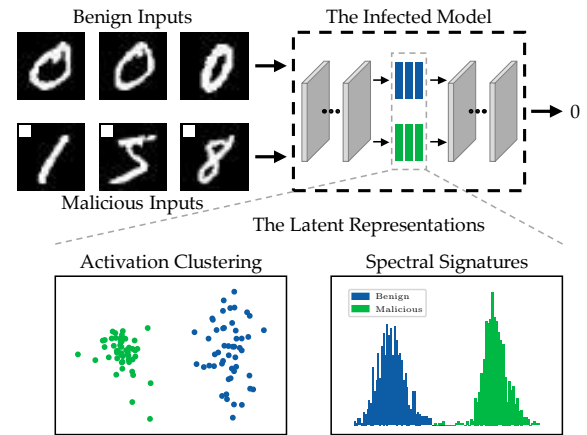 Benign Inputs
The Infected Model
0
Malicious Inputs
The Latent Representations
Activation Clustering
Spectral Signatures
Benign
Malicious